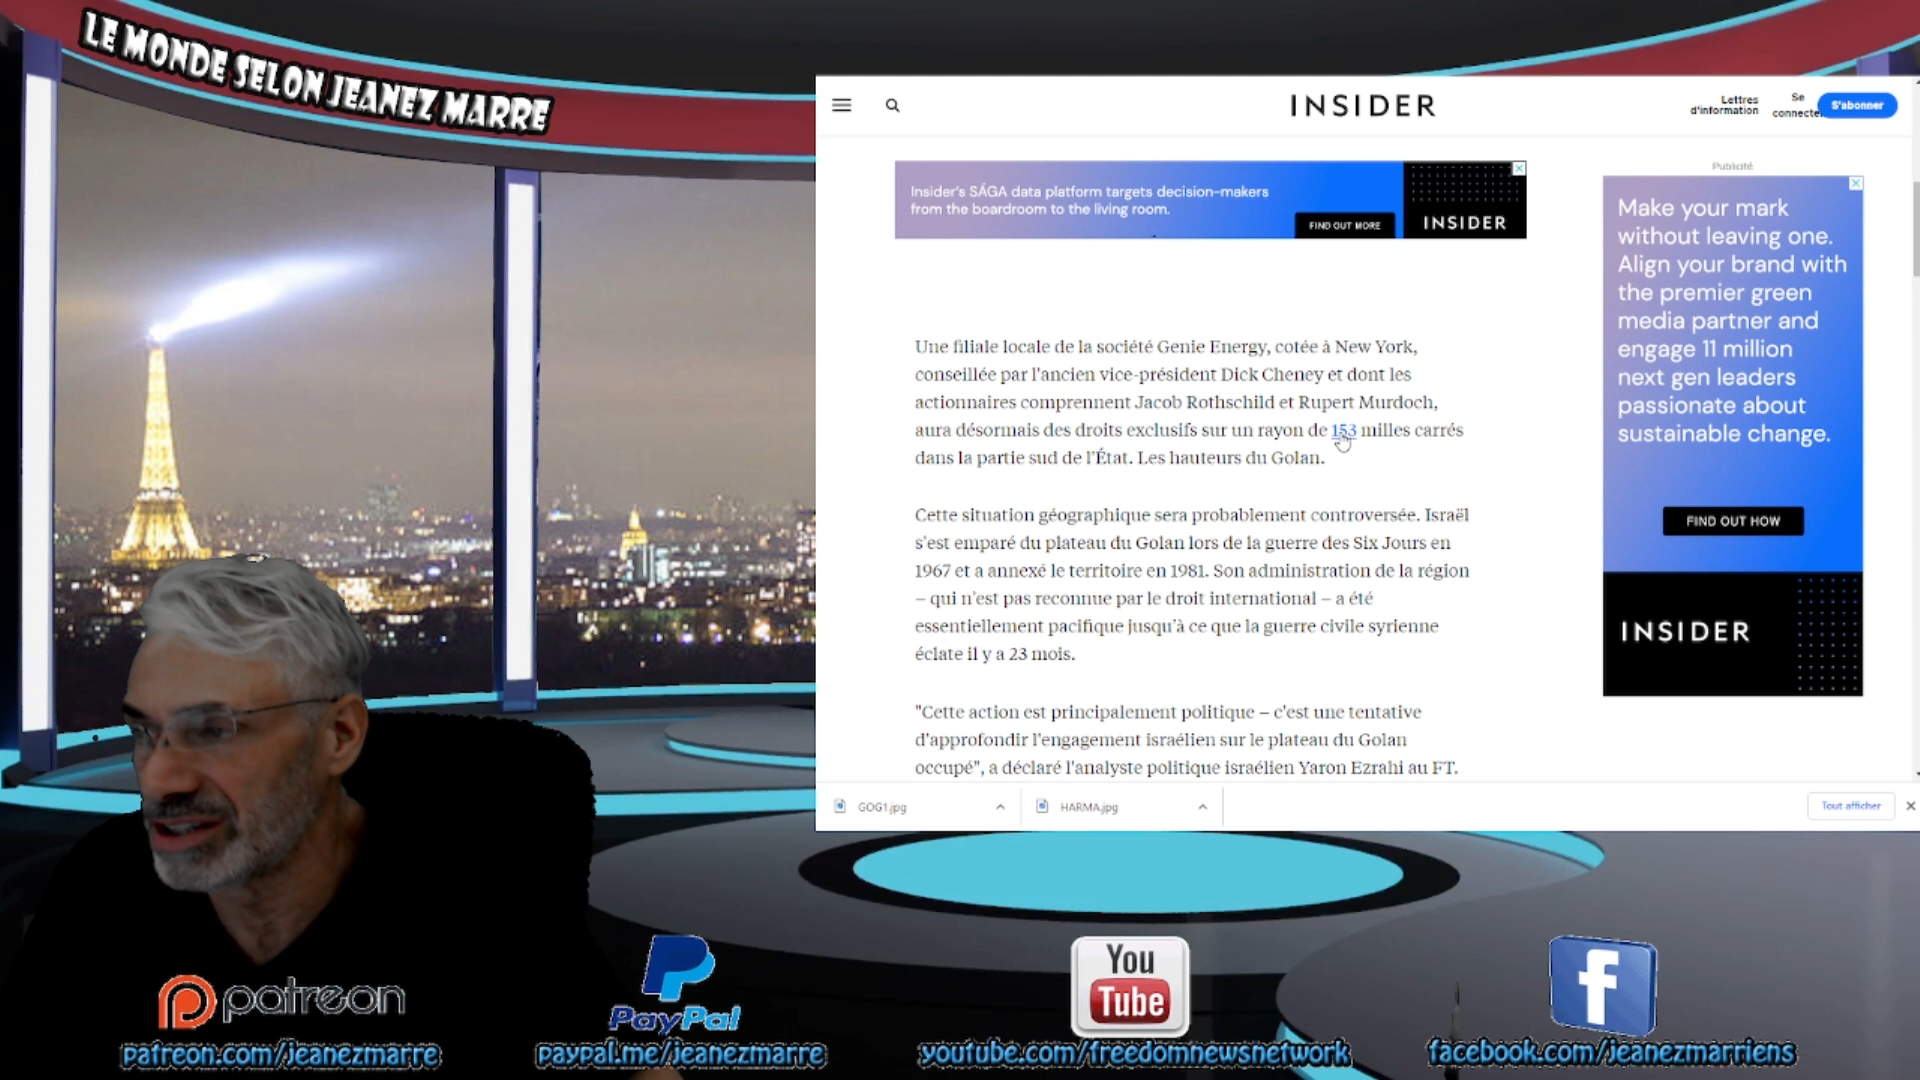 LE MONDE SELON JEANEZ MARRE
INSIDER
Lettres
d'information
Se
connecte
S'abonner
Insider's SÁGA data platform targets decision-makers
from the boardroom to the living room.
FIND OUT MORE
INSIDER
Publicité
Make your mark
without leaving one.
Align your brand with
the premier green
media partner and
engage 11 million
next gen leaders
passionate about
sustainable change.
FIND OUT HOW
INSIDER
Une filiale locale de la société Genie Energy, cotée à New York,
conseillée par l'ancien vice-président Dick Cheney et dont les
actionnaires comprennent Jacob Rothschild et Rupert Murdoch,
aura désormais des droits exclusifs sur un rayon de 153 milles carrés
dans la partie sud de l'État. Les hauteurs du Golan.
Cette situation géographique sera probablement controversée. Israël
s'est emparé du plateau du Golan lors de la guerre des Six Jours en
1967 et a annexé le territoire en 1981. Son administration de la région
– qui n'est pas reconnue par le droit international – a été
essentiellement pacifique jusqu'à ce que la guerre civile syrienne
éclate il y a 23 mois.
"Cette action est principalement politique – c'est une tentative
d'approfondir l'engagement israélien sur le plateau du Golan
occupé", a déclaré l'analyste politique israélien Yaron Ezrahi au FT.
GOG1.jpg
HARMA.jpg
Tout afficher
patreon
patreon.com/jeanezmarre
PayPal
paypal.me/jeanezmarre
You
Tube
youtube.com/freedomnewsnetwork
f
facebook.com/jeanezmarriens